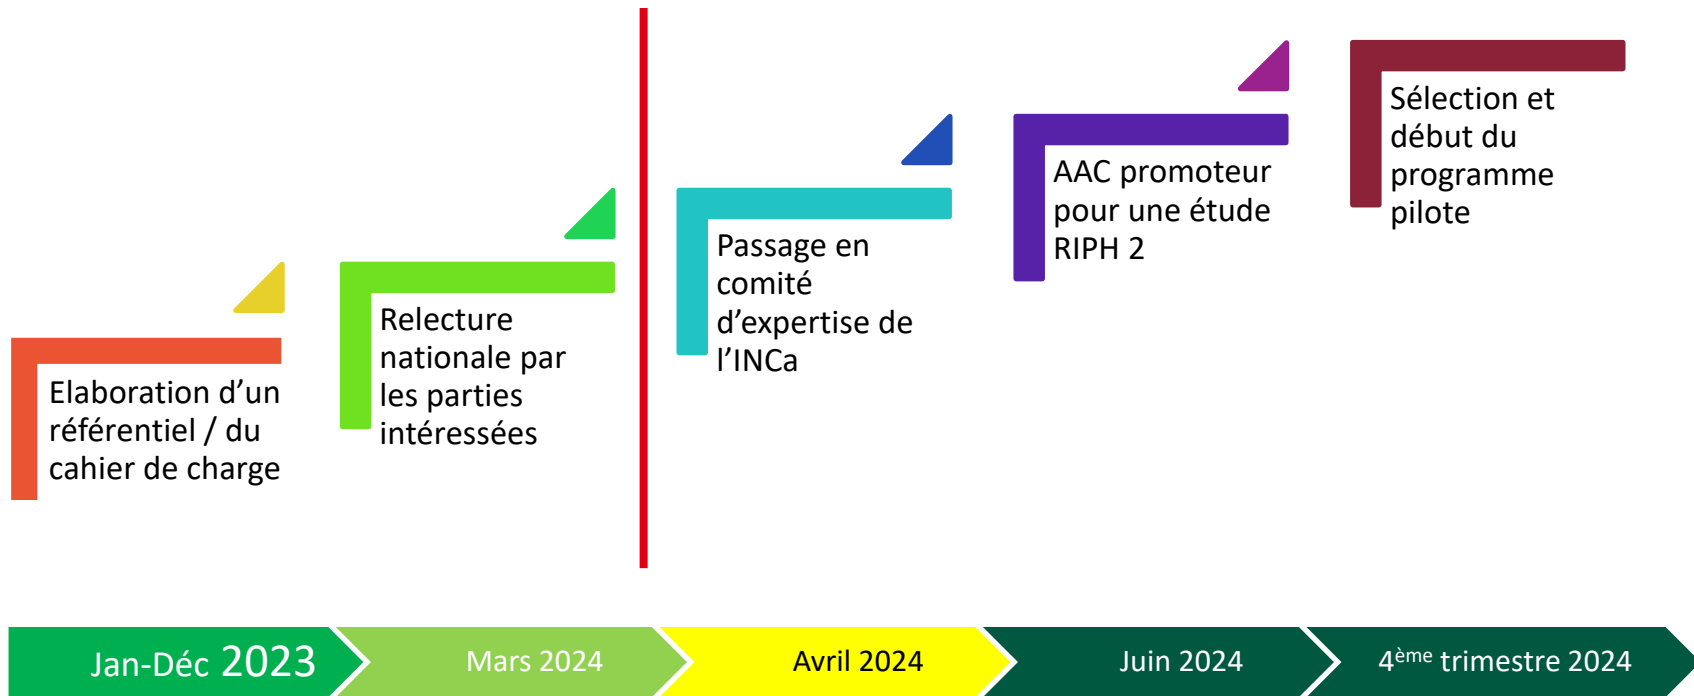 Elaboration d’un
référentiel / du
cahier de charge
Relecture
nationale par
les parties
intéressées
Passage en
comité
d’expertise de
l’INCa
AAC promoteur
pour une étude
RIPH 2
Sélection et
début du
programme
pilote
Jan-Déc 2023
Mars 2024
Avril 2024
Juin 2024
4ème trimestre 2024